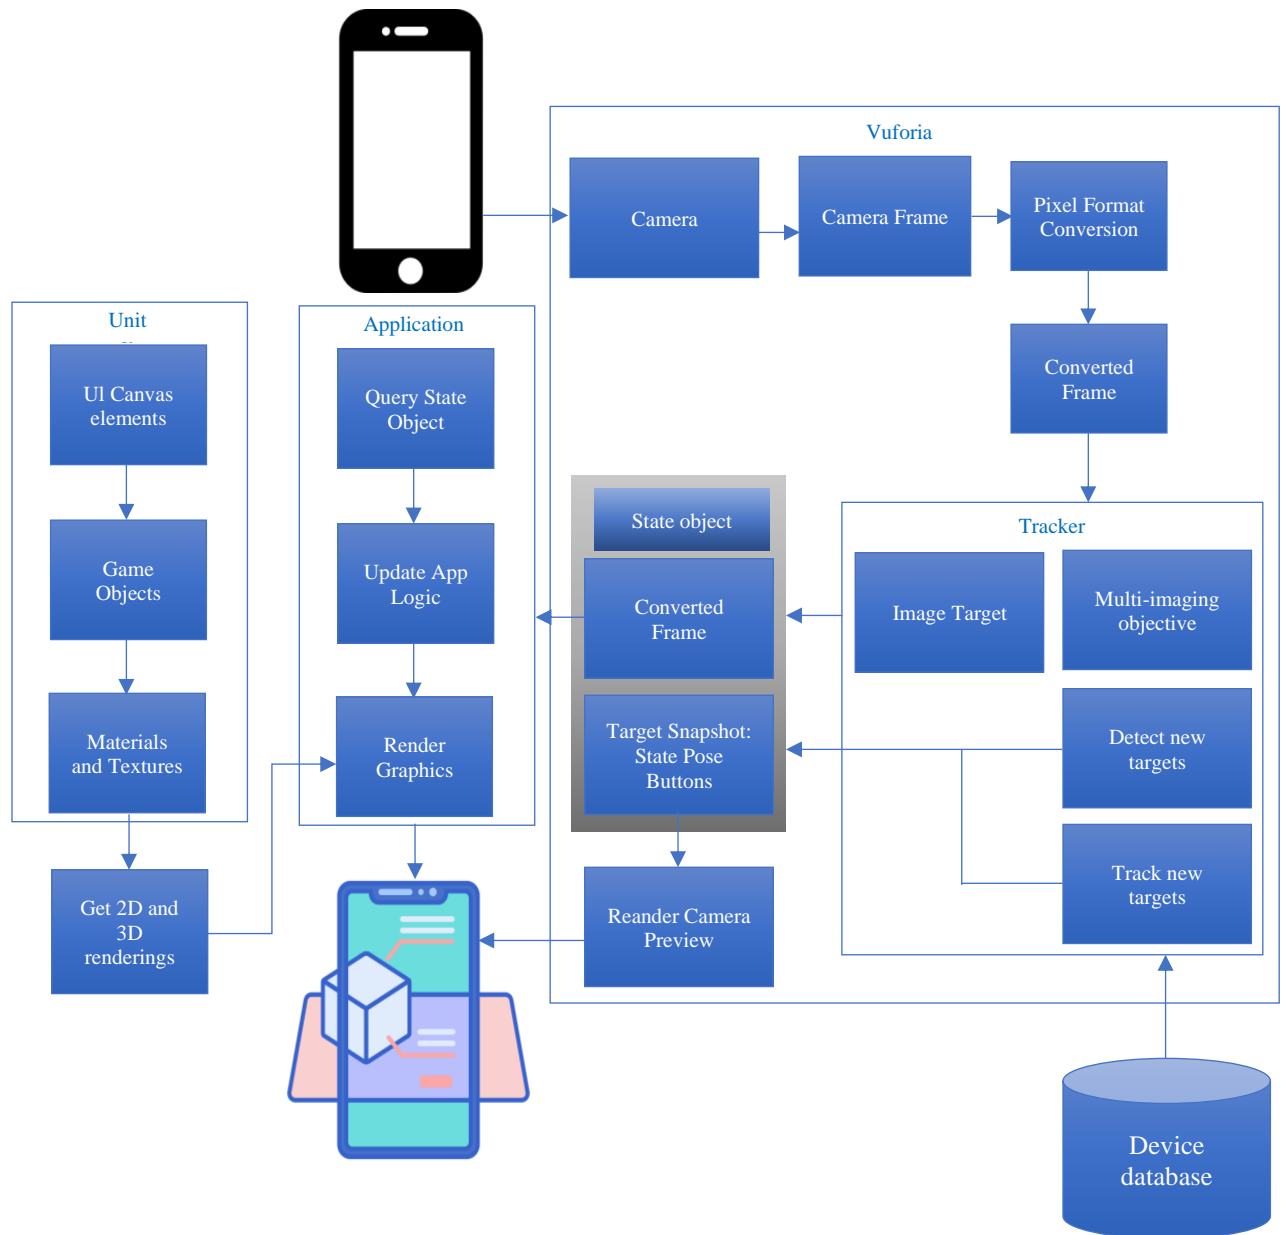 Vuforia
Camera
Camera Frame
Pixel Format
Conversion
Converted
Frame
Unit
UI Canvas
elements
Game
Objects
Materials
and Textures
Get 2D and
3D
renderings
Application
Query State
Object
Update App
Logic
Render
Graphics
State object
Converted
Frame
Target Snapshot:
State Pose
Buttons
Reander Camera
Preview
Tracker
Image Target
Multi-imaging
objective
Detect new
targets
Track new
targets
Device
database